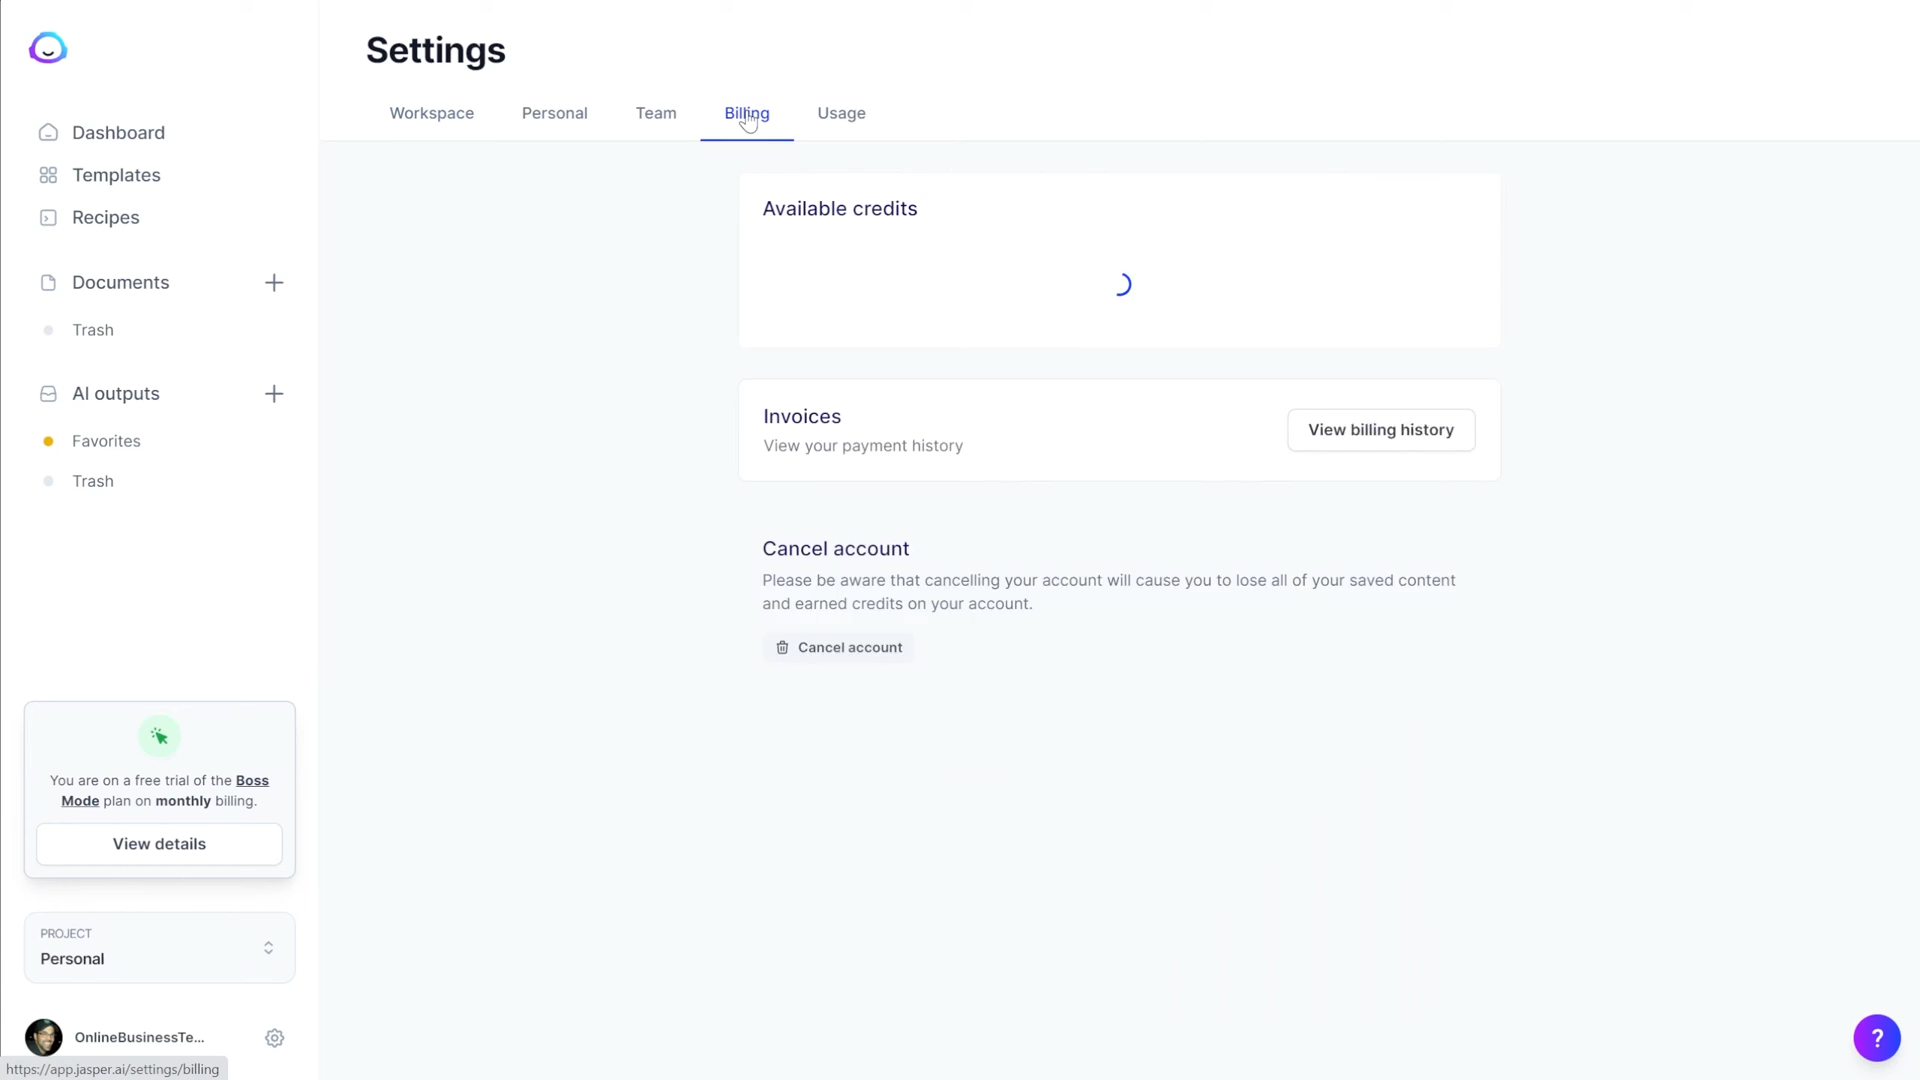 Settings
Workspace
Personal
Team
Billing
Usage
Dashboard
Templates
Recipes
Documents
Trash
AI outputs
Favorites
Trash
Available credits
Invoices
View your payment history
View billing history
Cancel account
Please be aware that cancelling your account will cause you to lose all of your saved content
and earned credits on your account.
Cancel account
You are on a free trial of the Boss
Mode plan on monthly billing.
View details
PROJECT
Personal
OnlineBusinessTe...
https://app.jasper.ai/settings/billing
?